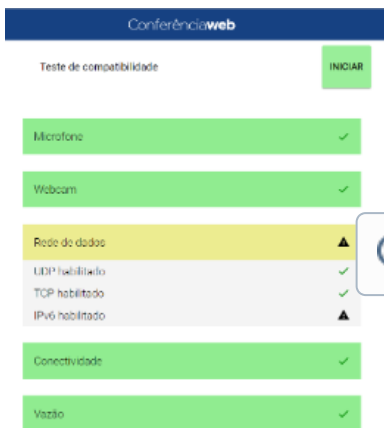 Conferênciaweb
Teste de compatibilidade
INICIAR
Microfone
Webcam
Rede de dados
UDP habilitado
TCP habilitado
IPv6 habilitado
Conectividade
Vazão